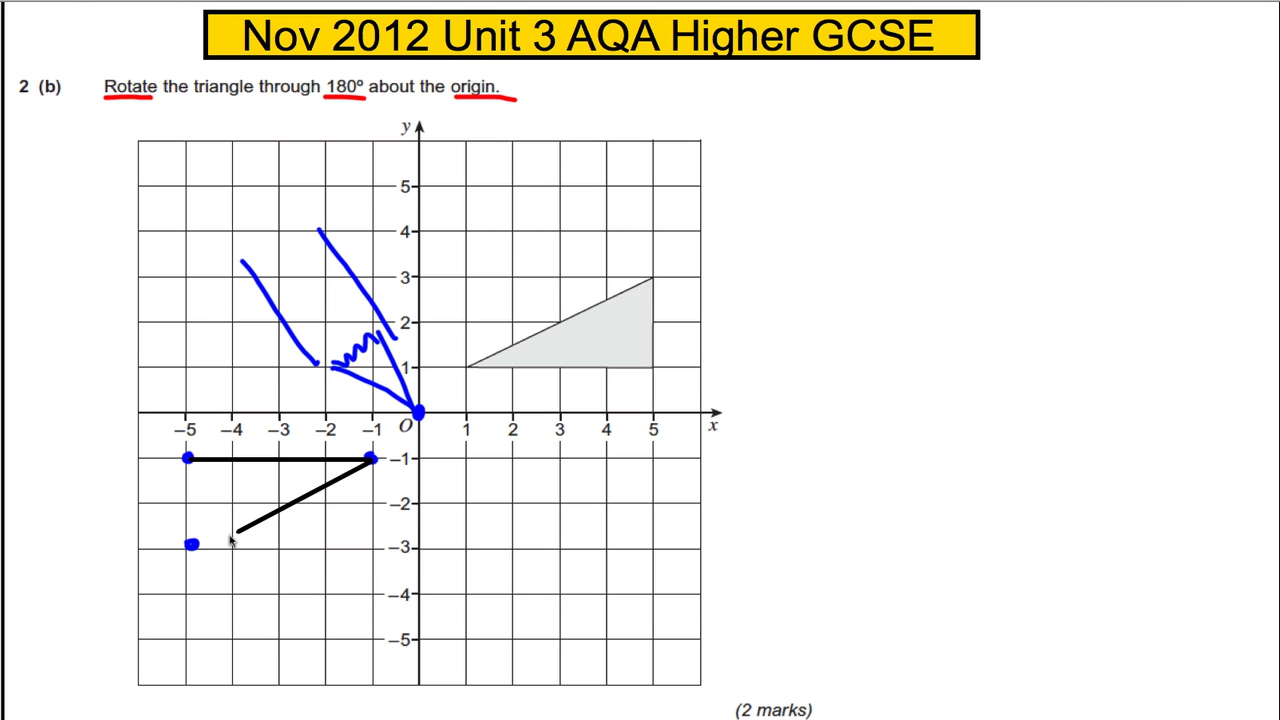 Nov 2012 Unit 3 AQA Higher GCSE
2 (b) Rotate the triangle through 180º about the origin.
y
5
4
3
2
1
–5 –4 –3 –2 –1 O 1 2 3 4 5 x
–1
–2
–3
–4
–5
(2 marks)